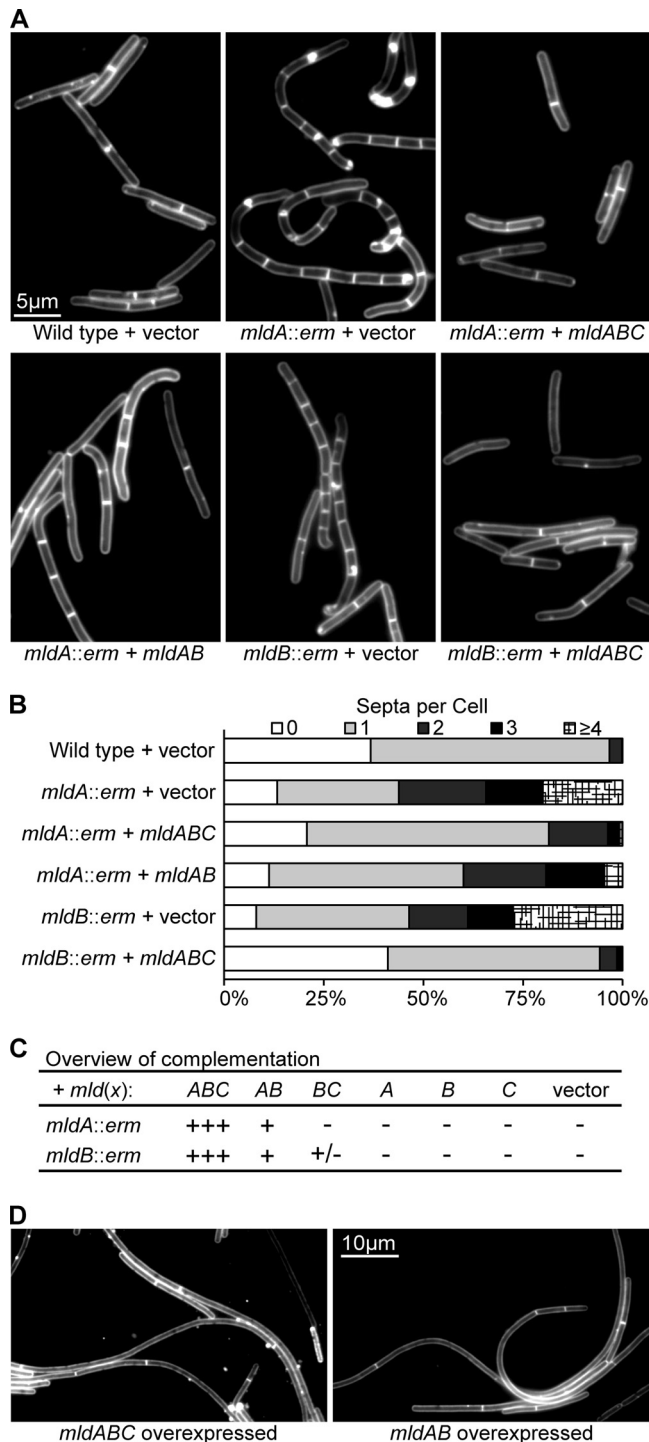 A
5µm
Wild type + vector
mldA::erm + vector
mldA::erm + mldABC
mldA::erm + mldAB
mldB::erm + vector
mldB::erm + mldABC
B
Septa per Cell
0 1 2 3 ≥4
Wild type + vector
mldA::erm + vector
mldA::erm + mldABC
mldA::erm + mldAB
mldB::erm + vector
mldB::erm + mldABC
0% 25% 50% 75% 100%
C
Overview of complementation
+ mld(x): ABC AB BC A B C vector
mldA::erm +++ + - - - - -
mldB::erm +++ + +/- - - - -
D
10µm
mldABC overexpressed
mldAB overexpressed